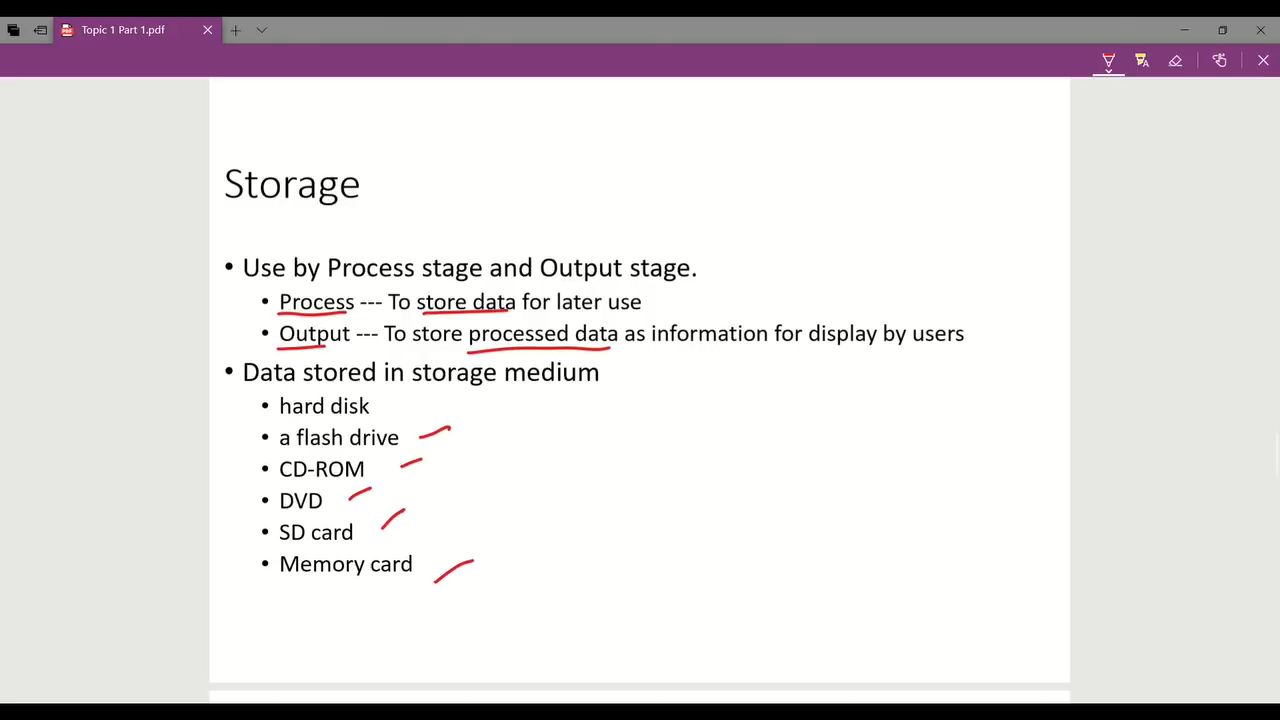 Topic 1 Part 1.pdf
Storage
• Use by Process stage and Output stage.
• Process --- To store data for later use
• Output --- To store processed data as information for display by users
• Data stored in storage medium
• hard disk
• a flash drive
• CD-ROM
• DVD
• SD card
• Memory card